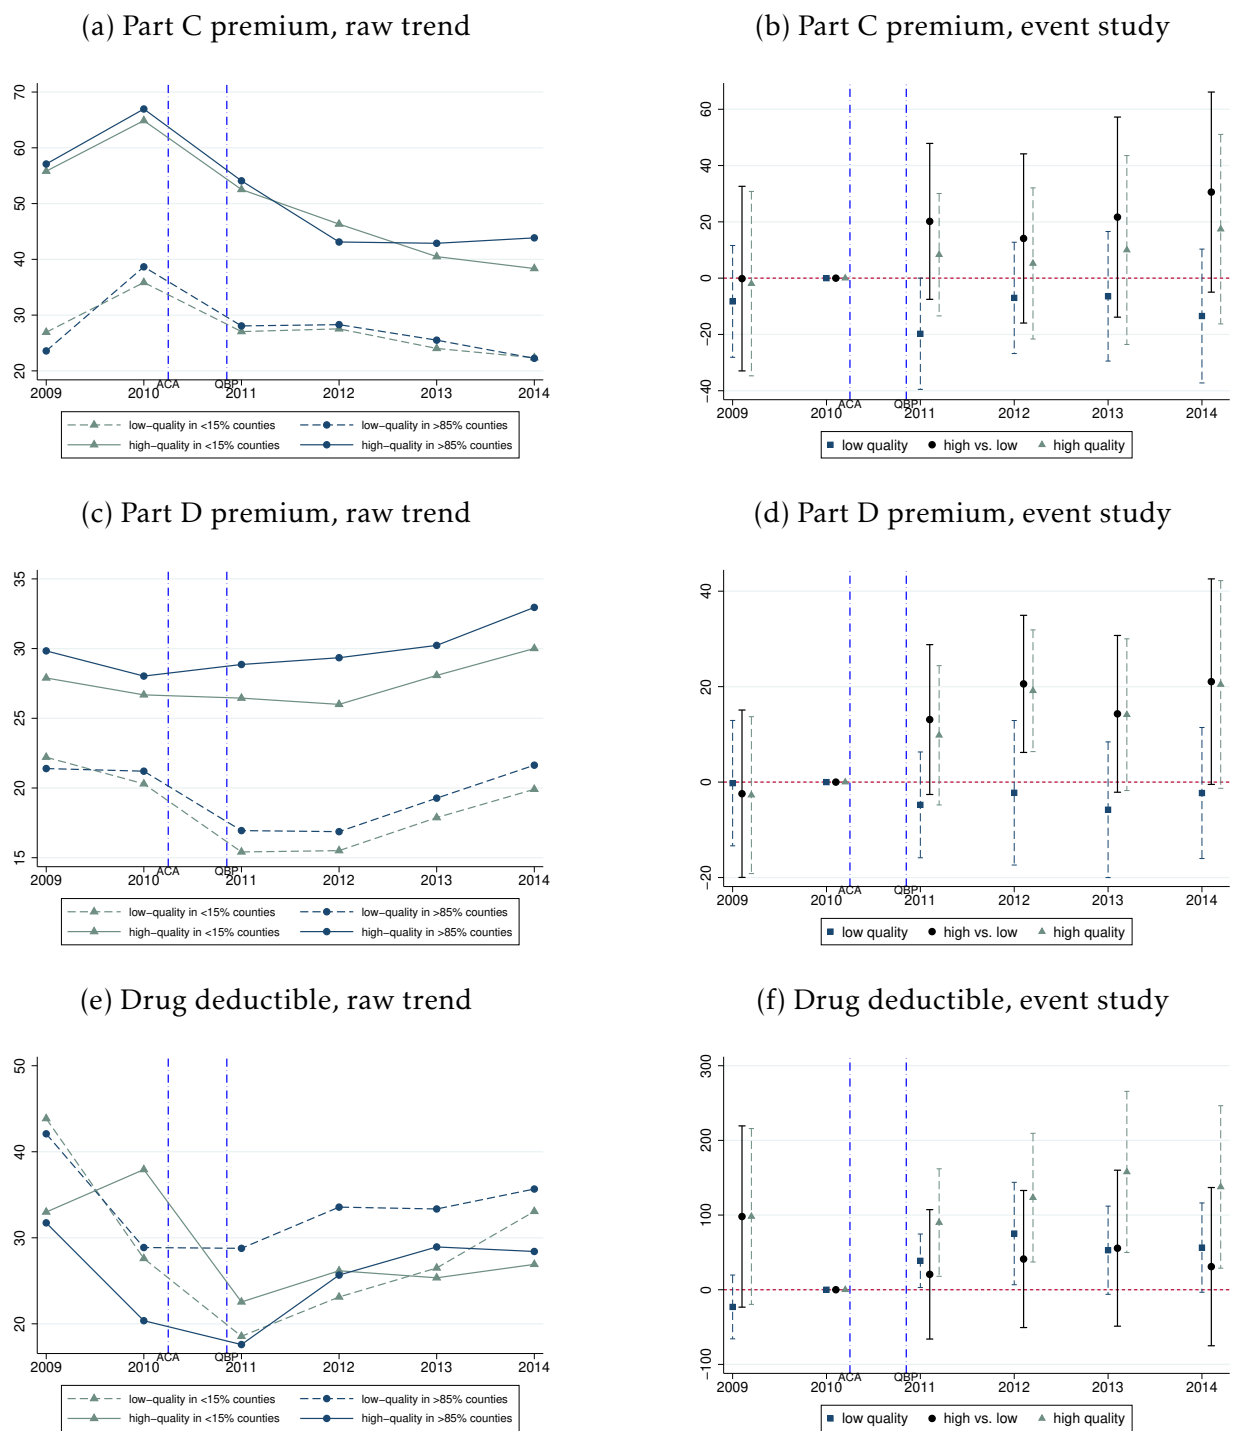 (a) Part C premium, raw trend
70
60
50
40
30
20
2009 2010 2011 2012 2013 2014
ACA QBP
low−quality in <15% counties low−quality in >85% counties
high−quality in <15% counties high−quality in >85% counties
(b) Part C premium, event study
60
40
20
0
−20
−40
2009 2010 2011 2012 2013 2014
ACA QBP
low quality high vs. low high quality
(c) Part D premium, raw trend
35
30
25
20
15
2009 2010 2011 2012 2013 2014
ACA QBP
low−quality in <15% counties low−quality in >85% counties
high−quality in <15% counties high−quality in >85% counties
(d) Part D premium, event study
40
20
0
−20
2009 2010 2011 2012 2013 2014
ACA QBP
low quality high vs. low high quality
(e) Drug deductible, raw trend
50
40
30
20
2009 2010 2011 2012 2013 2014
ACA QBP
low−quality in <15% counties low−quality in >85% counties
high−quality in <15% counties high−quality in >85% counties
(f) Drug deductible, event study
300
200
100
0
−100
2009 2010 2011 2012 2013 2014
ACA QBP
low quality high vs. low high quality